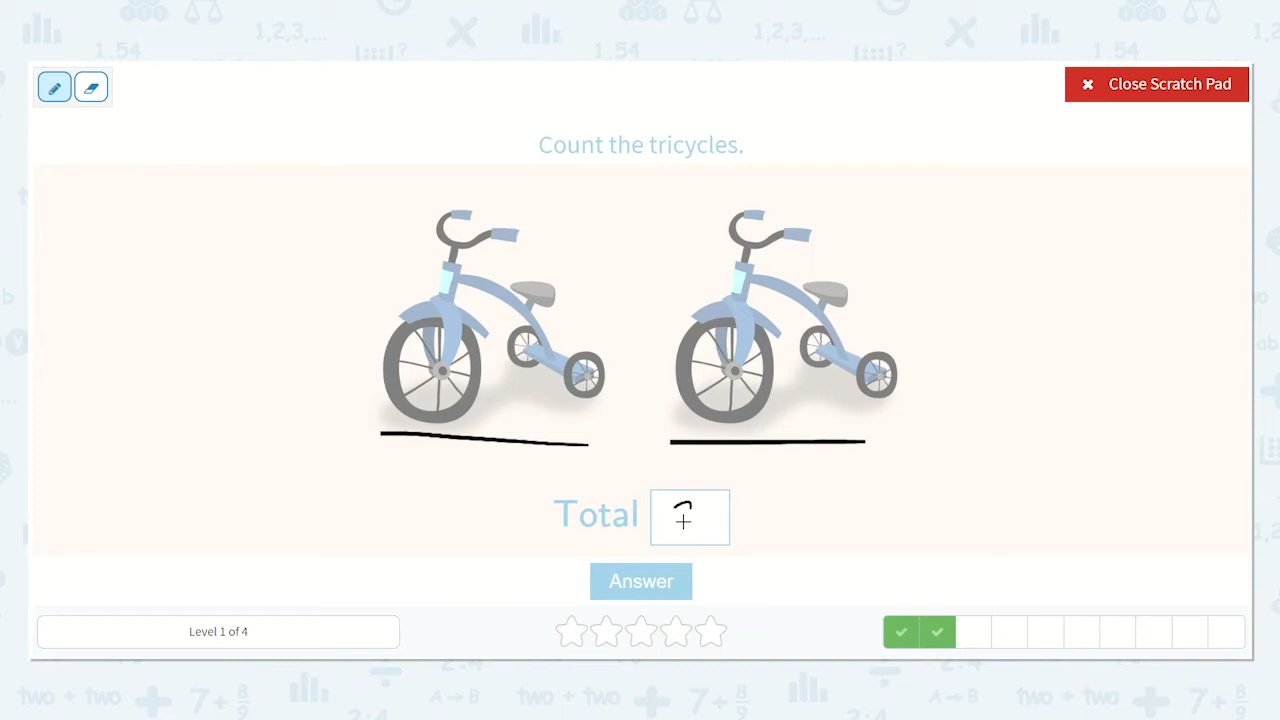 Close Scratch Pad
Count the tricycles.
Total
Answer
Level 1 of 4